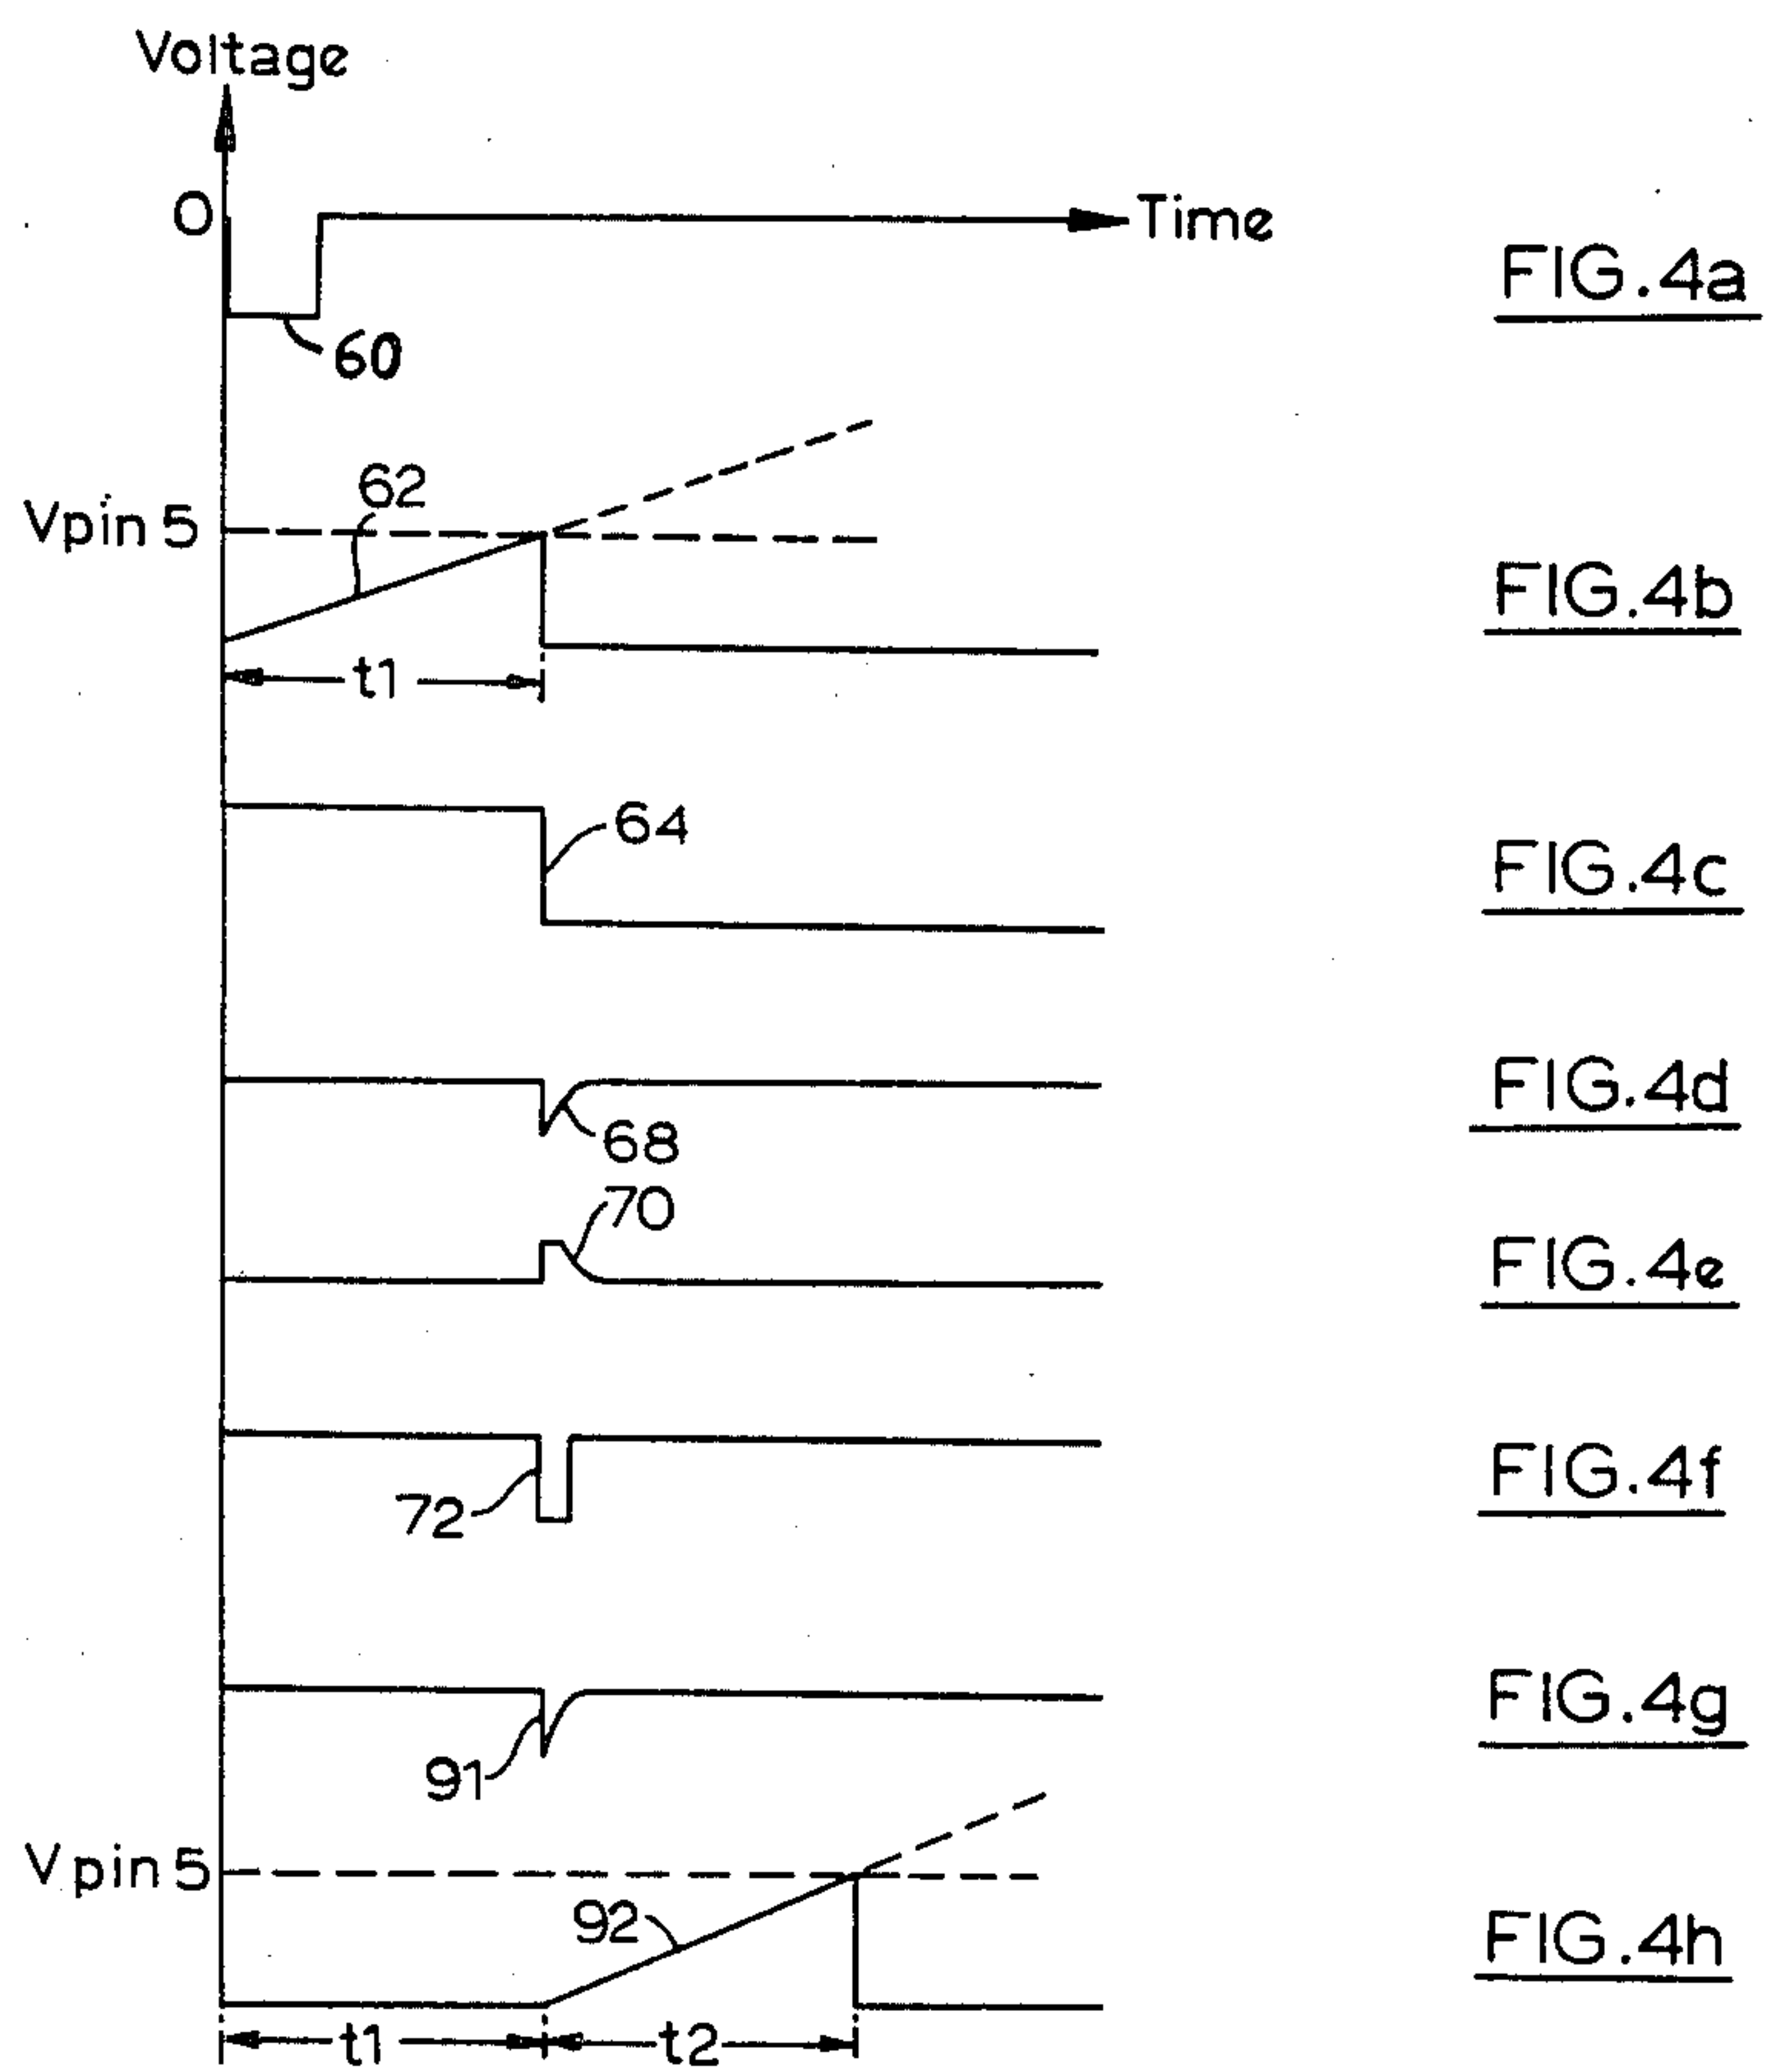 Voltage
0
Time
FIG.4a
60
62
Vpin 5
FIG.4b
t1
64
FIG.4c
FIG.4d
68
70
FIG.4e
FIG.4f
72
FIG.4g
91
Vpin 5
92
FIG.4h
t1
t2